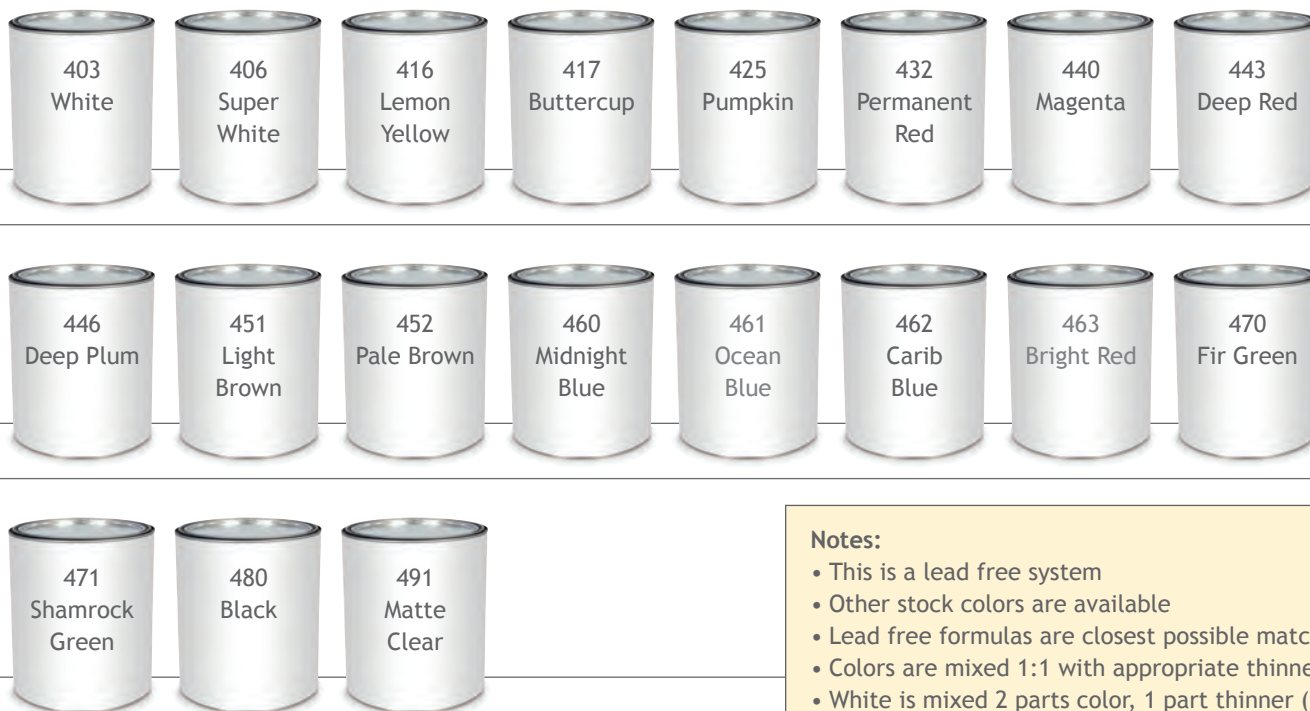 403
White
406
Super
White
416
Lemon
Yellow
417
Buttercup
425
Pumpkin
432
Permanent
Red
440
Magenta
443
Deep Red
446
Deep Plum
451
Light
Brown
452
Pale Brown
460
Midnight
Blue
461
Ocean
Blue
462
Carib
Blue
463
Bright Red
470
Fir Green
471
Shamrock
Green
480
Black
491
Matte
Clear
Notes:
• This is a lead free system
• Other stock colors are available
• Lead free formulas are closest possible matc
• Colors are mixed 1:1 with appropriate thinne
• White is mixed 2 parts color, 1 part thinner (